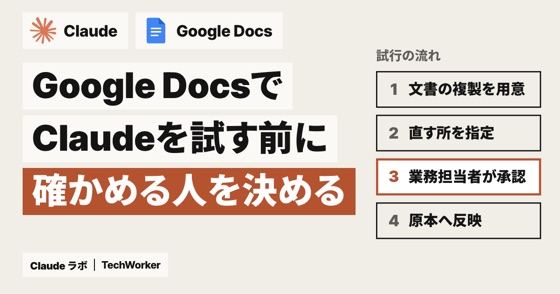 Claude
Google Docs
Google Docsで
Claudeを試す前に
確かめる人を決める
試行の流れ
1 文書の複製を用意
2 直す所を指定
3 業務担当者が承認
4 原本へ反映
Claude ラボ | TechWorker